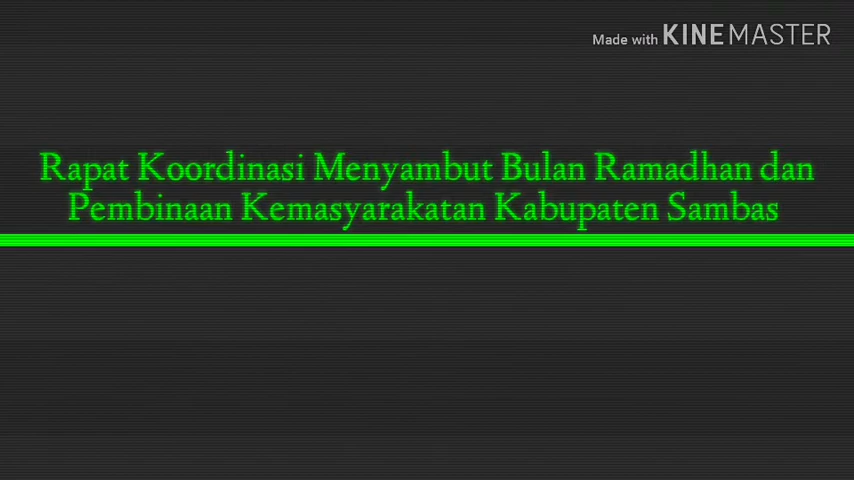 Made with KINEMASTER
Rapat Koordinasi Menyambut Bulan Ramadhan dan
Pembinaan Kemasyarakatan Kabupaten Sambas